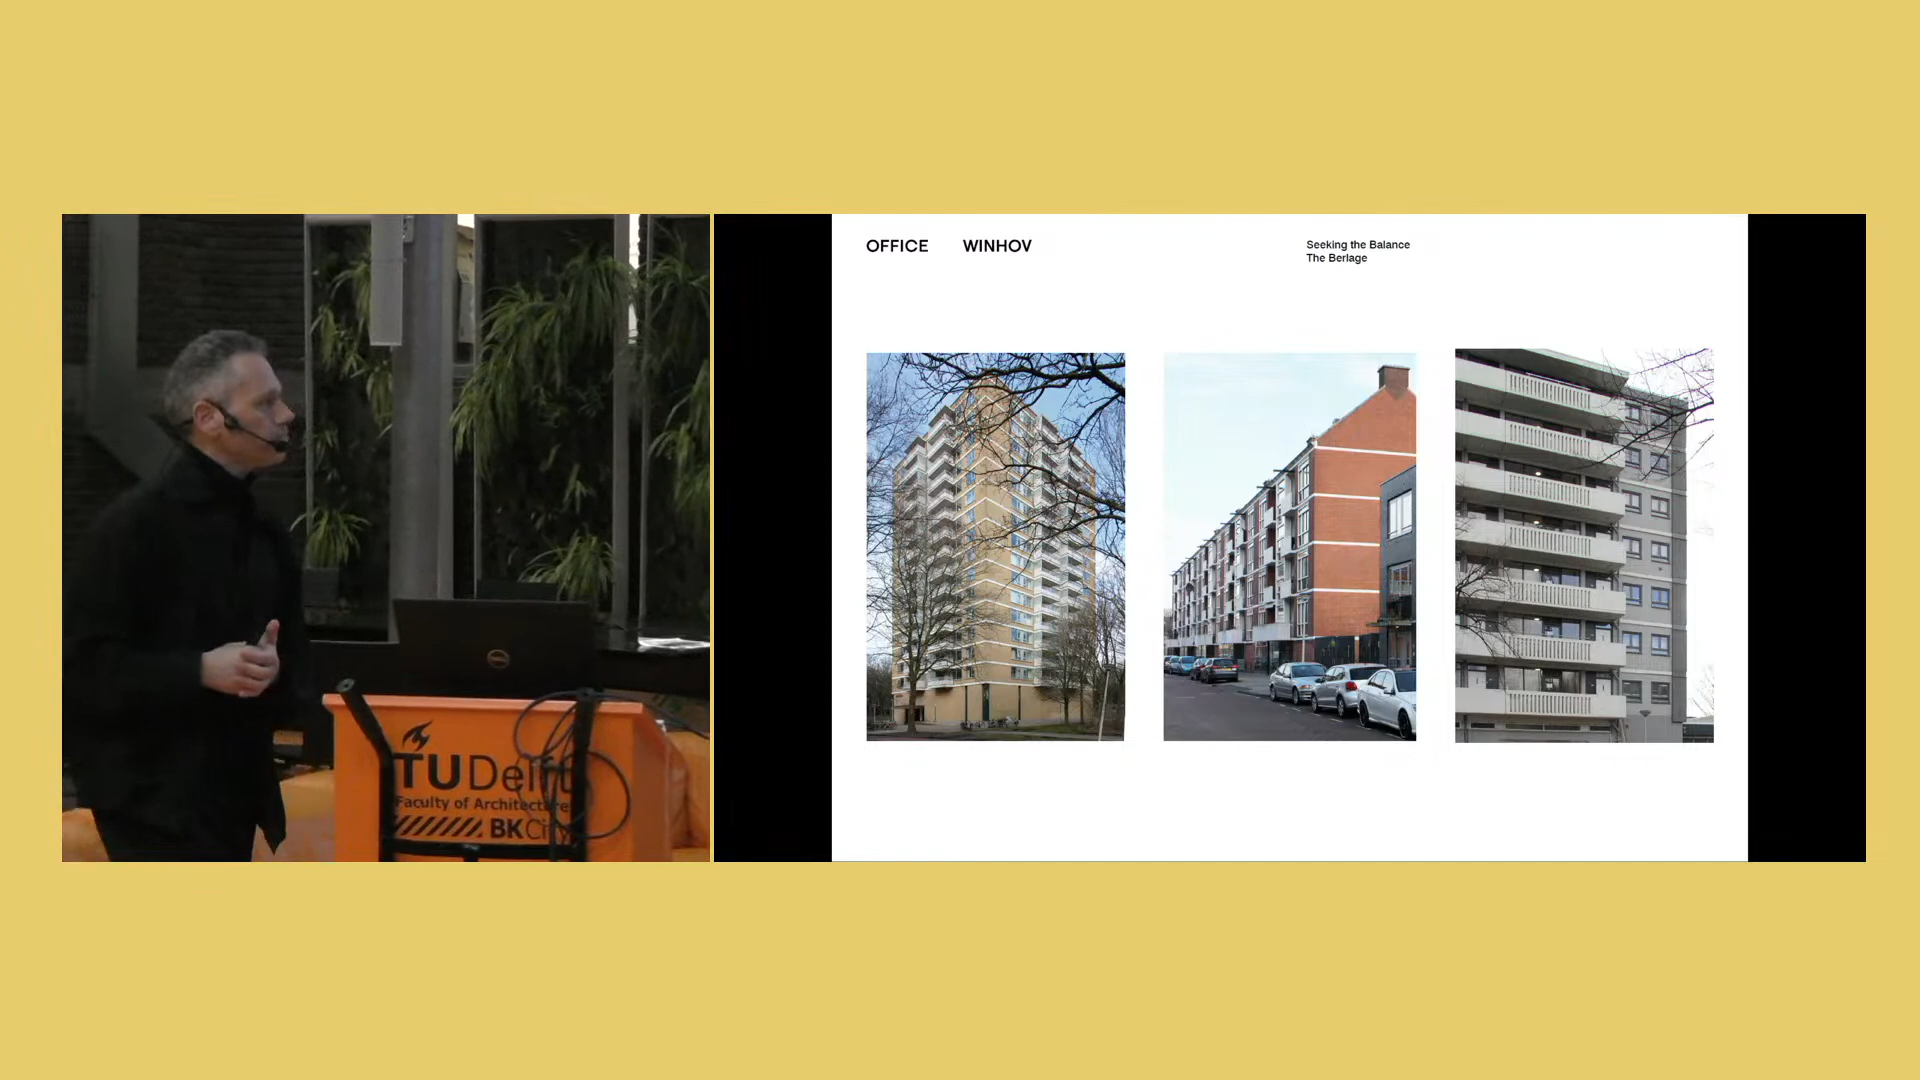 OFFICE WINHOV
Seeking the Balance
The Berlage
TU Delft
Faculty of Architecture
BK City